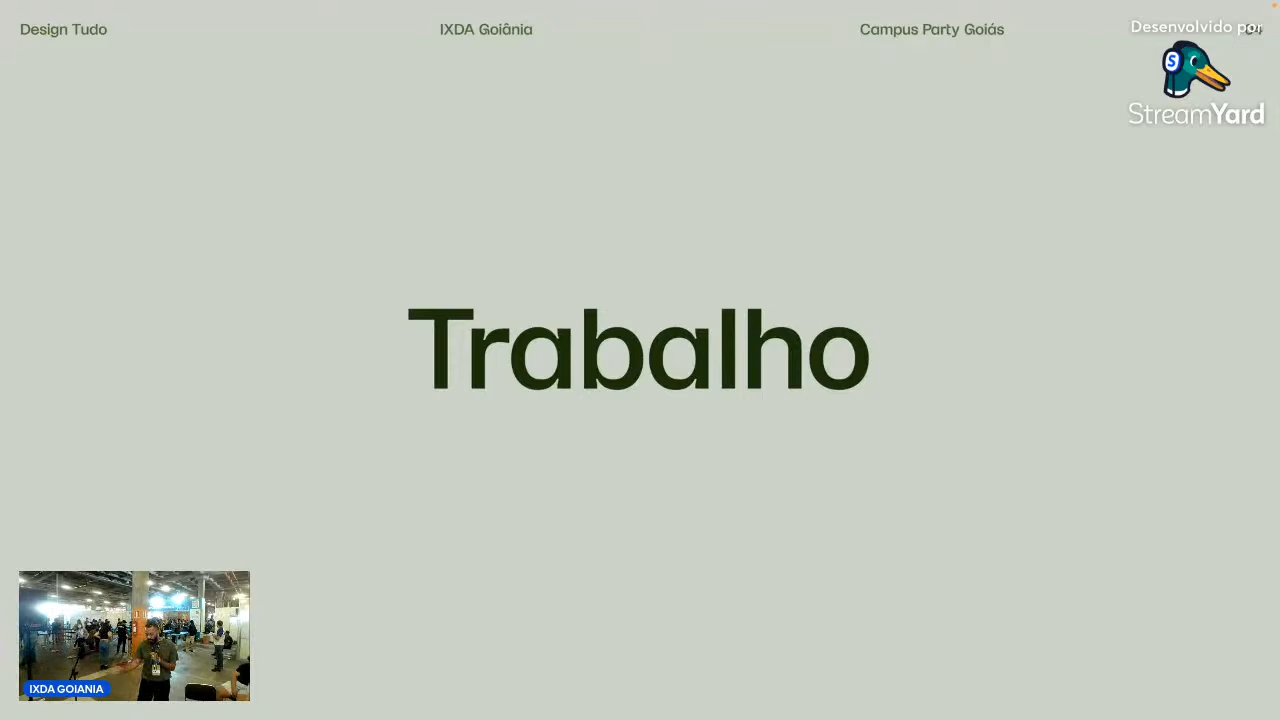 Design Tudo
IXDA Goiânia
Campus Party Goiás
Desenvolvido por
S
StreamYard
Trabalho
IXDA GOIANIA